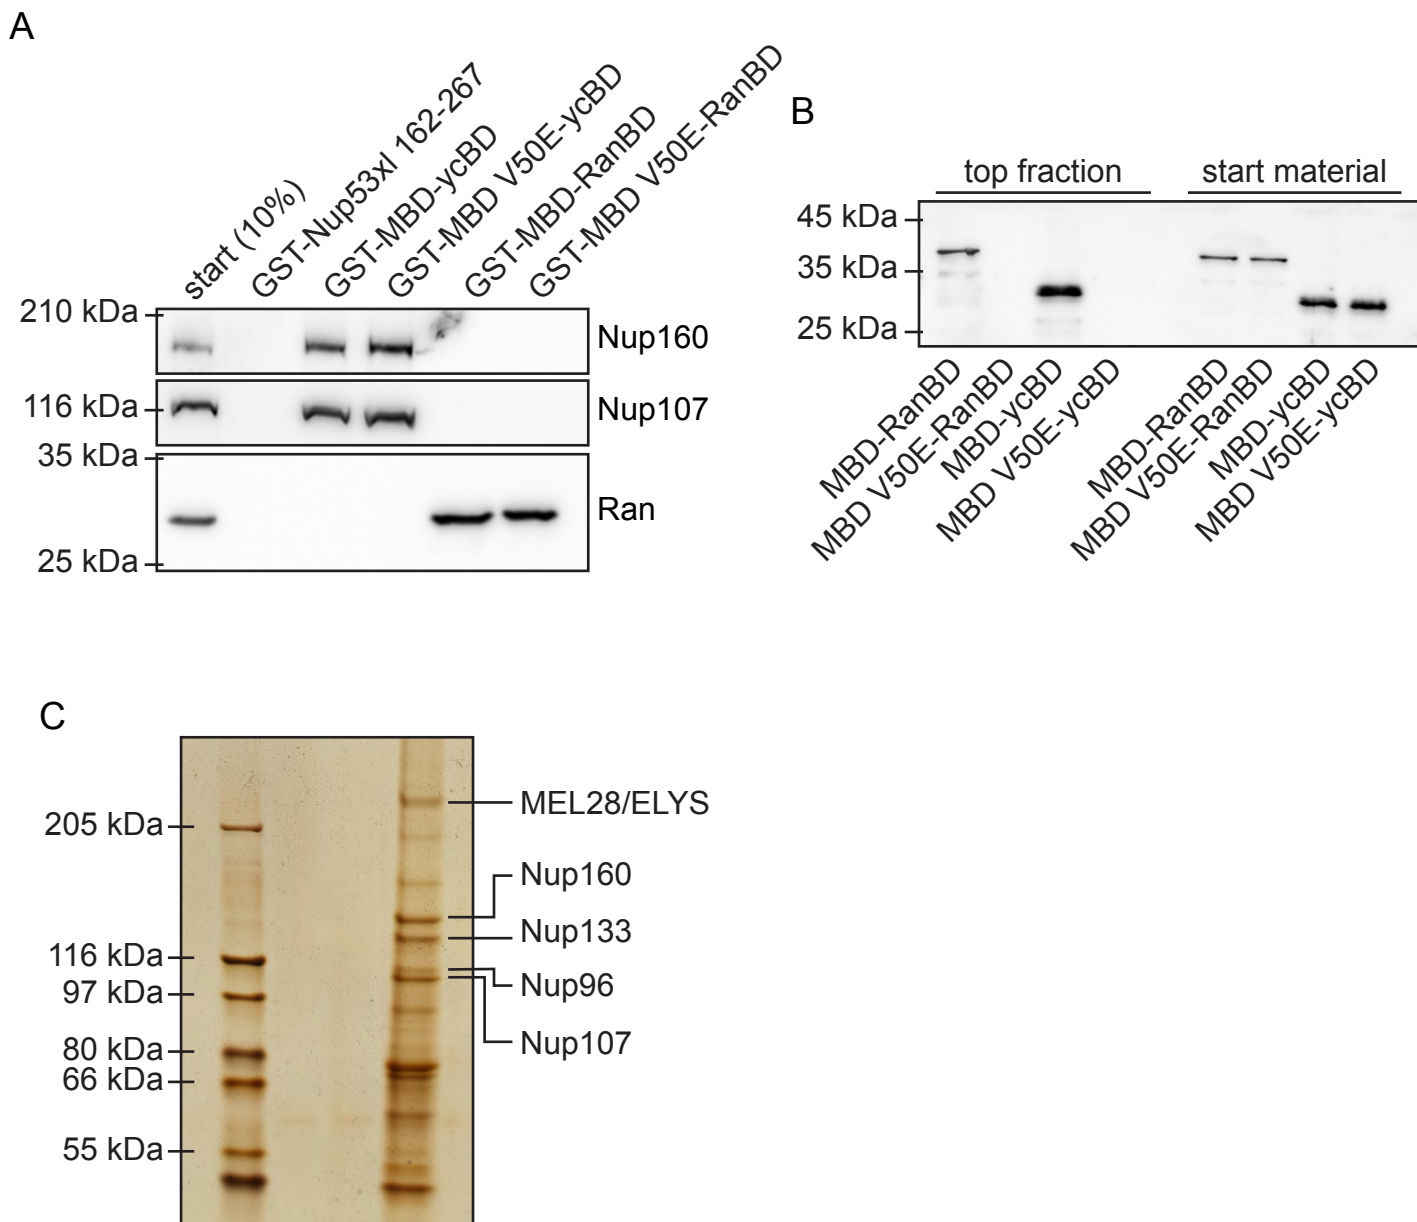 A
start (10%)
GST-Nup53xl 162-267
GST-MBD-ycBD
GST-MBD V50E-ycBD
GST-MBD-RanBD
GST-MBD V50E-RanBD
210 kDa
Nup160
116 kDa
Nup107
35 kDa
Ran
25 kDa
B
top fraction
start material
45 kDa
35 kDa
25 kDa
MBD-RanBD
MBD V50E-RanBD
MBD-ycBD
MBD V50E-ycBD
MBD-RanBD
MBD V50E-RanBD
MBD-ycBD
MBD V50E-ycBD
C
205 kDa
116 kDa
97 kDa
80 kDa
66 kDa
55 kDa
MEL28/ELYS
Nup160
Nup133
Nup96
Nup107